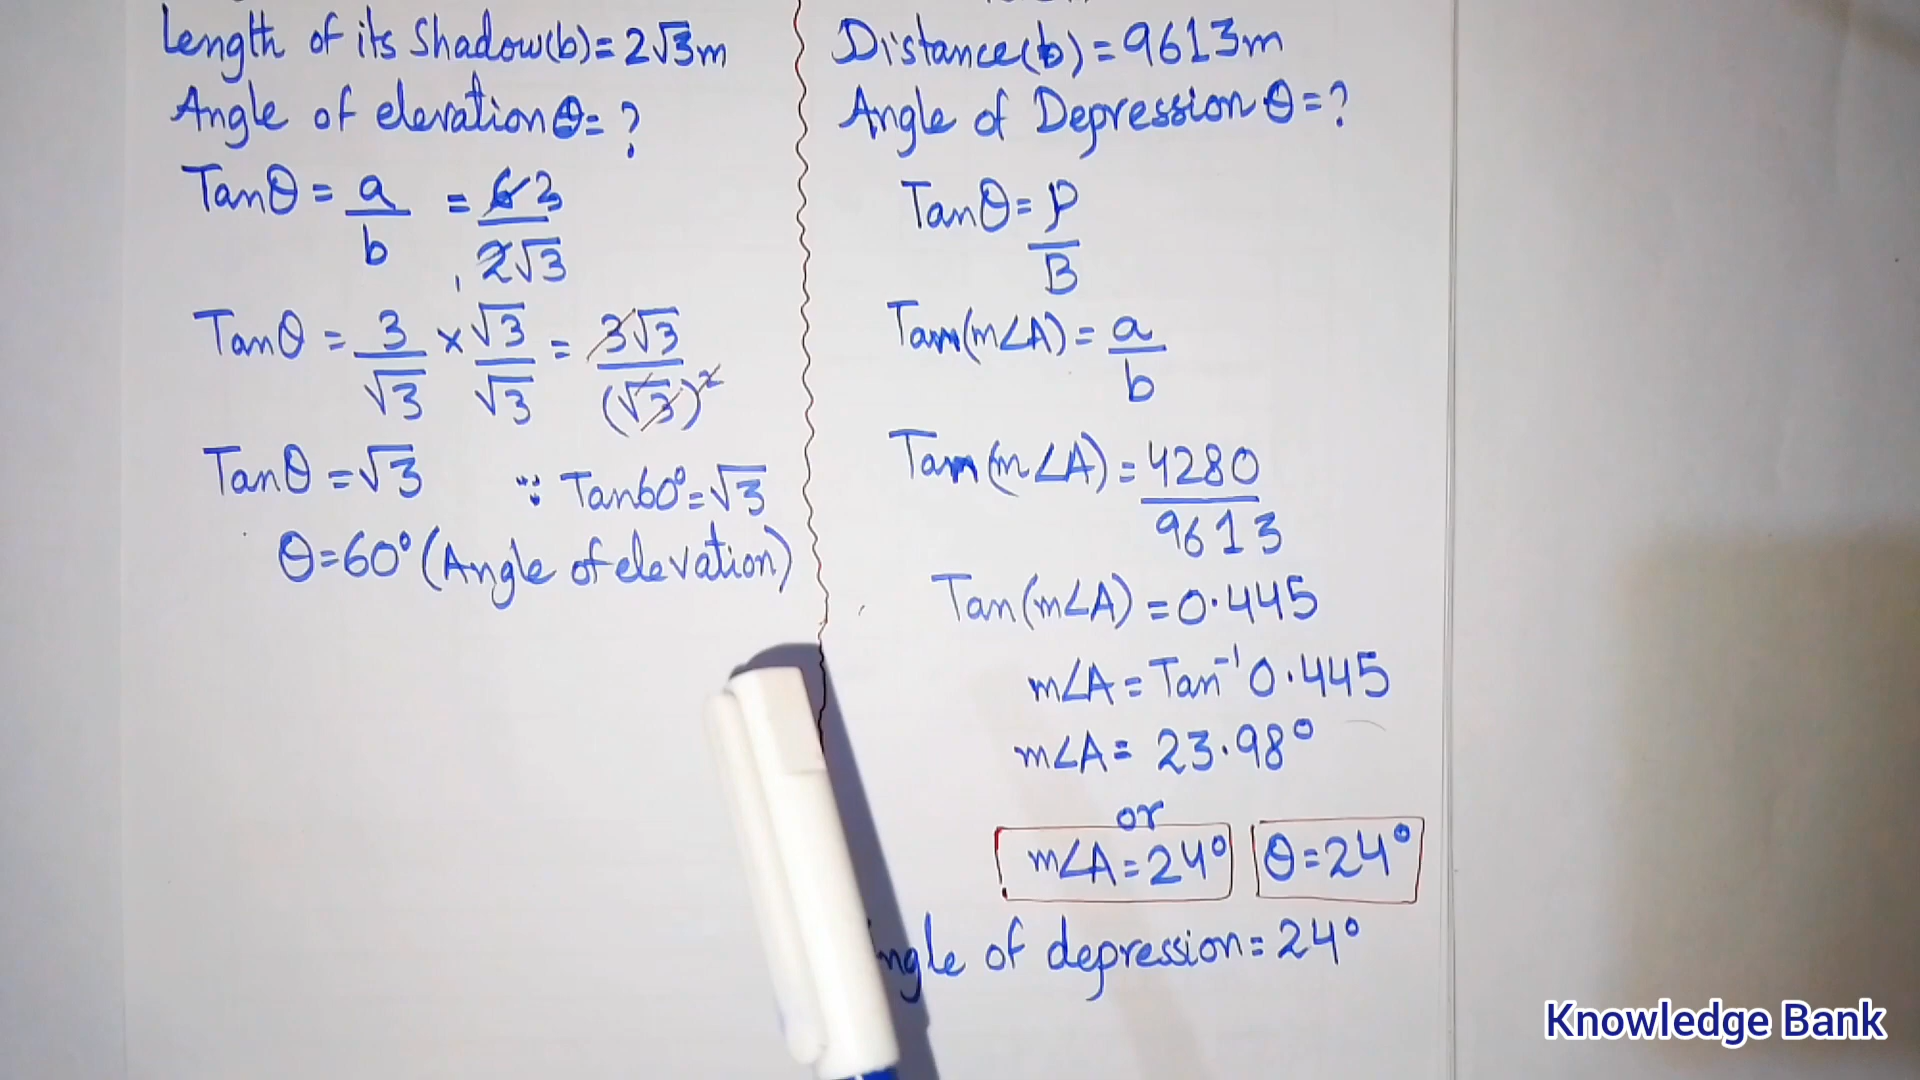 Length of its Shadow(b)=2√3m
Angle of elevation θ=?
Tanθ = a/b = 6 3/2√3
1
Tanθ = 3/√3 × √3/√3 = 3√3/(√3)²
Tanθ = √3 ∵ Tan60°=√3
θ=60° (Angle of elevation)
Distance(b)=9613m
Angle of Depression θ=?
Tanθ= P/B
Tan(m∠A)= a/b
Tan(m∠A)= 4280/9613
Tan(m∠A)=0.445
m∠A=Tan⁻¹0.445
m∠A= 23.98°
or
m∠A=24° θ=24°
ngle of depression=24°
Knowledge Bank